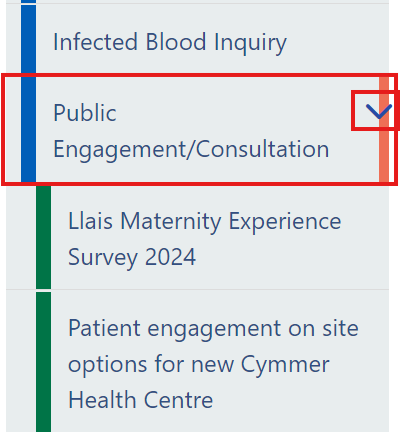 Infected Blood Inquiry
Public
Engagement/Consultation
Llais Maternity Experience
Survey 2024
Patient engagement on site
options for new Cymmer
Health Centre